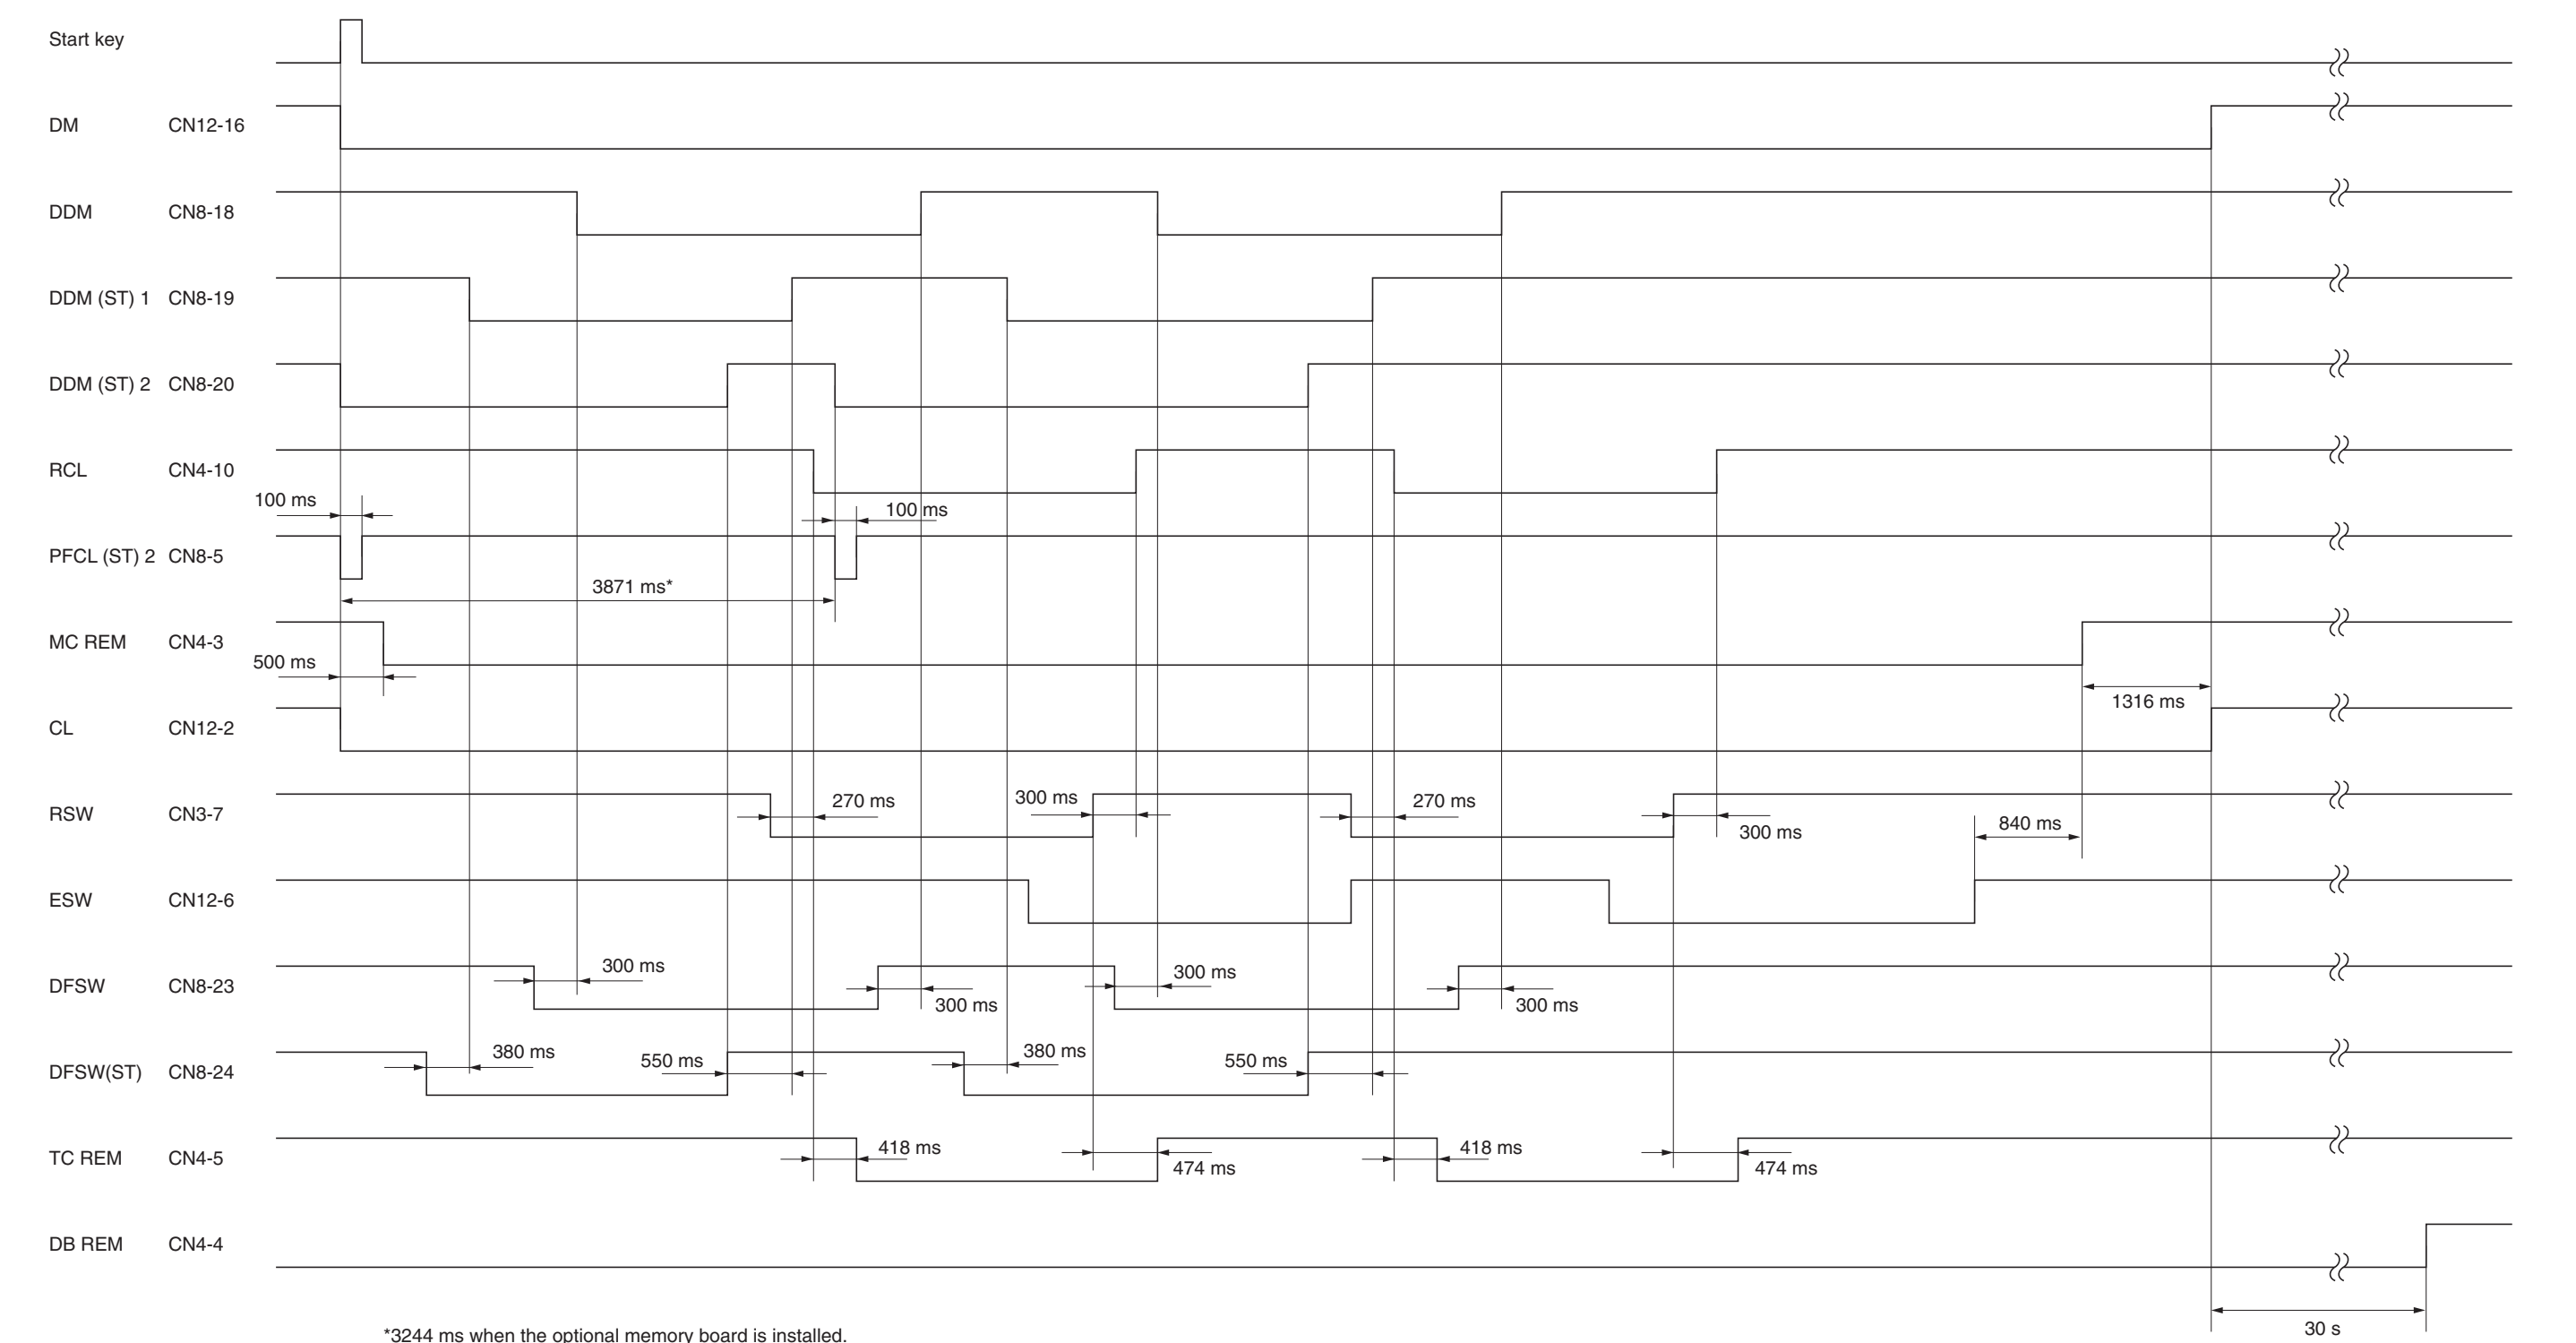 Start key
DM CN12-16
DDM CN8-18
DDM (ST) 1 CN8-19
DDM (ST) 2 CN8-20
RCL CN4-10
100 ms
100 ms
PFCL (ST) 2 CN8-5
3871 ms*
MC REM CN4-3
500 ms
1316 ms
CL CN12-2
RSW CN3-7
270 ms
300 ms
270 ms
300 ms
840 ms
ESW CN12-6
DFSW CN8-23
300 ms
300 ms
300 ms
300 ms
DFSW(ST) CN8-24
380 ms
550 ms
380 ms
550 ms
TC REM CN4-5
418 ms
474 ms
418 ms
474 ms
DB REM CN4-4
30 s
*3244 ms when the optional memory board is installed.